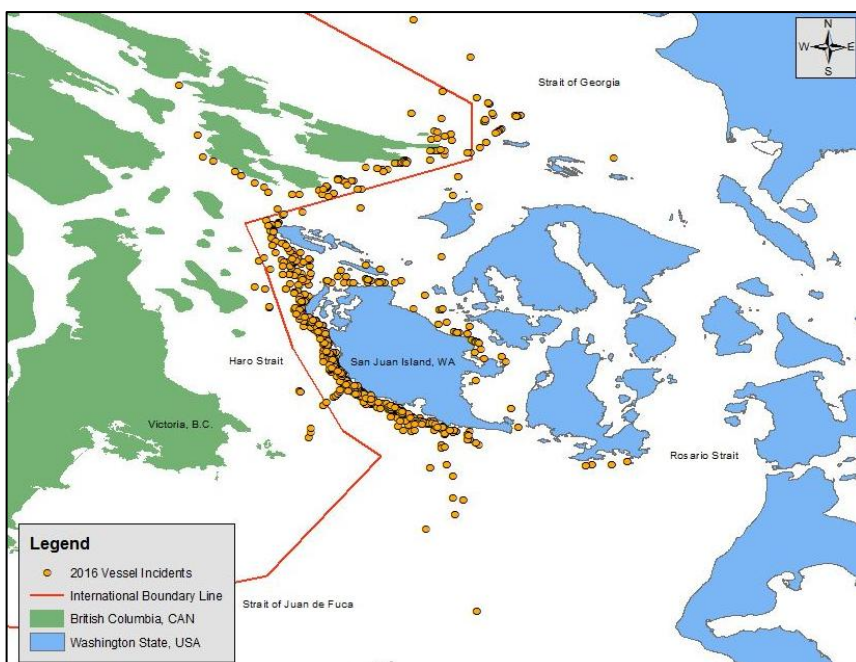 N
W E
S
Strait of Georgia
Haro Strait
San Juan Island, WA
Victoria, B.C.
Rosario Strait
Legend
2016 Vessel Incidents
International Boundary Line
British Columbia, CAN
Washington State, USA
Strait of Juan de Fuca